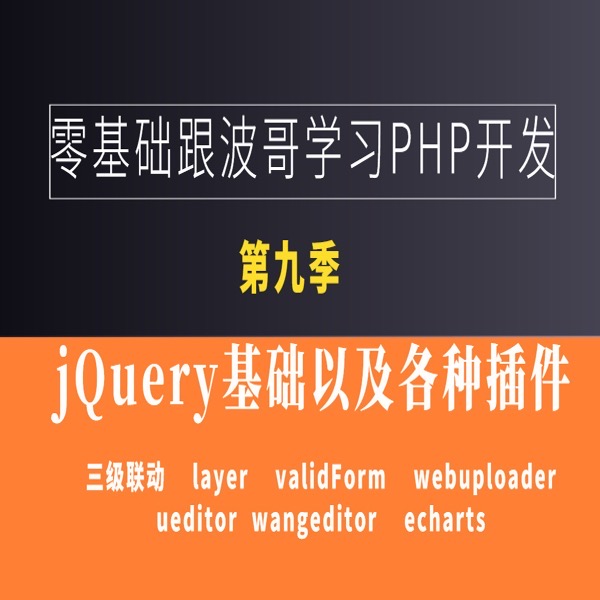 零基础跟波哥学习PHP开发
第九季
jQuery基础以及各种插件
三级联动 layer validForm webuploader
ueditor wangeditor echarts